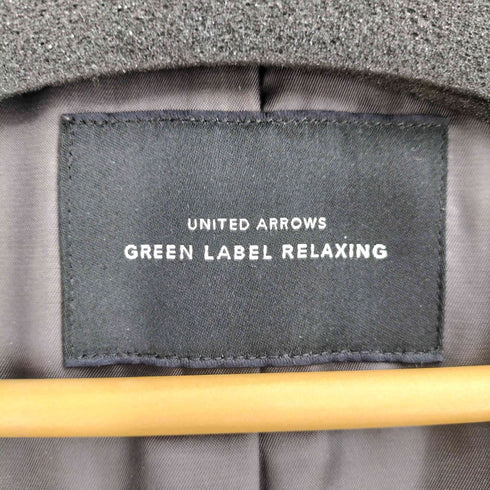 UNITED ARROWS
GREEN LABEL RELAXING